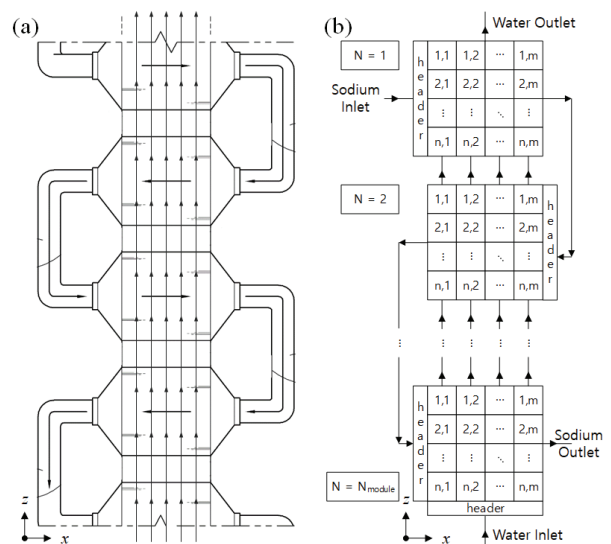 (a)
z
x
(b)
Water Outlet
N = 1
header
1,1 1,2 ... 1,m
2,1 2,2 ... 2,m
⋮ ⋮ ⋱ ⋮
n,1 n,2 ... n,m
Sodium
Inlet
N = 2
1,1 1,2 ... 1,m
2,1 2,2 ... 2,m
⋮ ⋮ ⋱ ⋮
n,1 n,2 ... n,m
header
⋮ ... ⋮
header
1,1 1,2 ... 1,m
2,1 2,2 ... 2,m
⋮ ⋮ ⋱ ⋮
n,1 n,2 ... n,m
Sodium
Outlet
N = Nmodule
header
z
x
Water Inlet